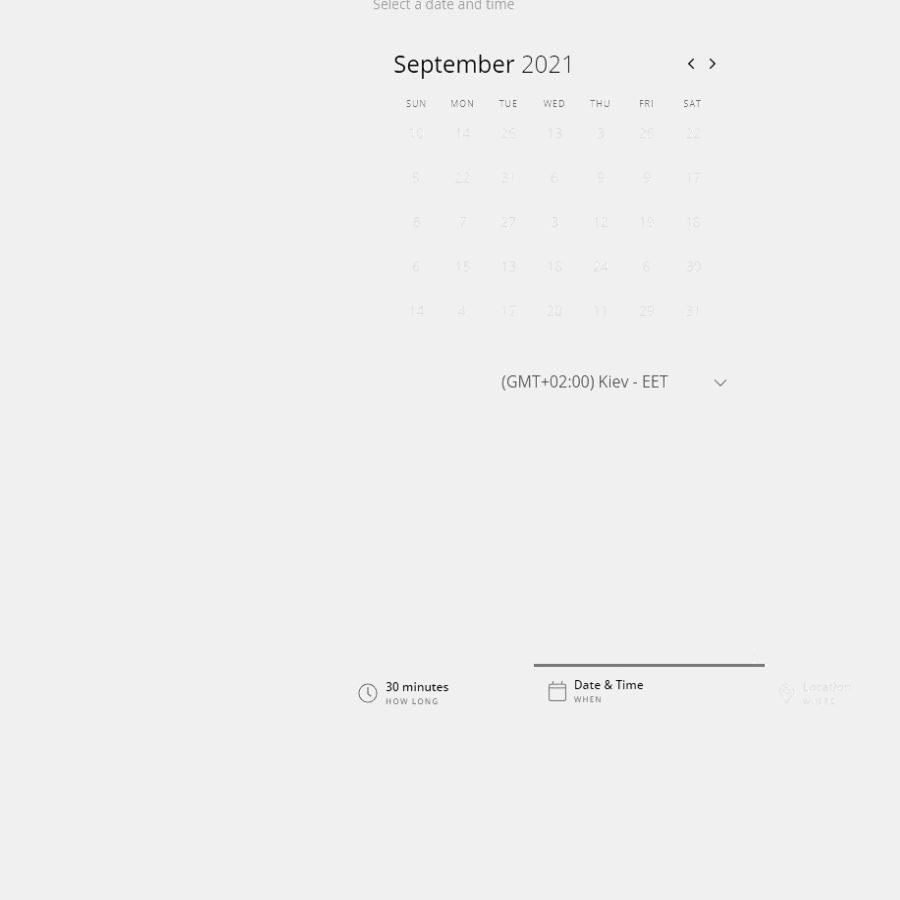 Select a date and time
September 2021
SUN MON TUE WED THU FRI SAT
10 14 26 13 3 26 22
5 22 31 6 9 9 17
8 7 27 3 12 19 18
6 15 13 16 24 6 30
14 4 17 20 11 29 31
(GMT+02:00) Kiev - EET
30 minutes
HOW LONG
Date & Time
WHEN
Location
WHERE